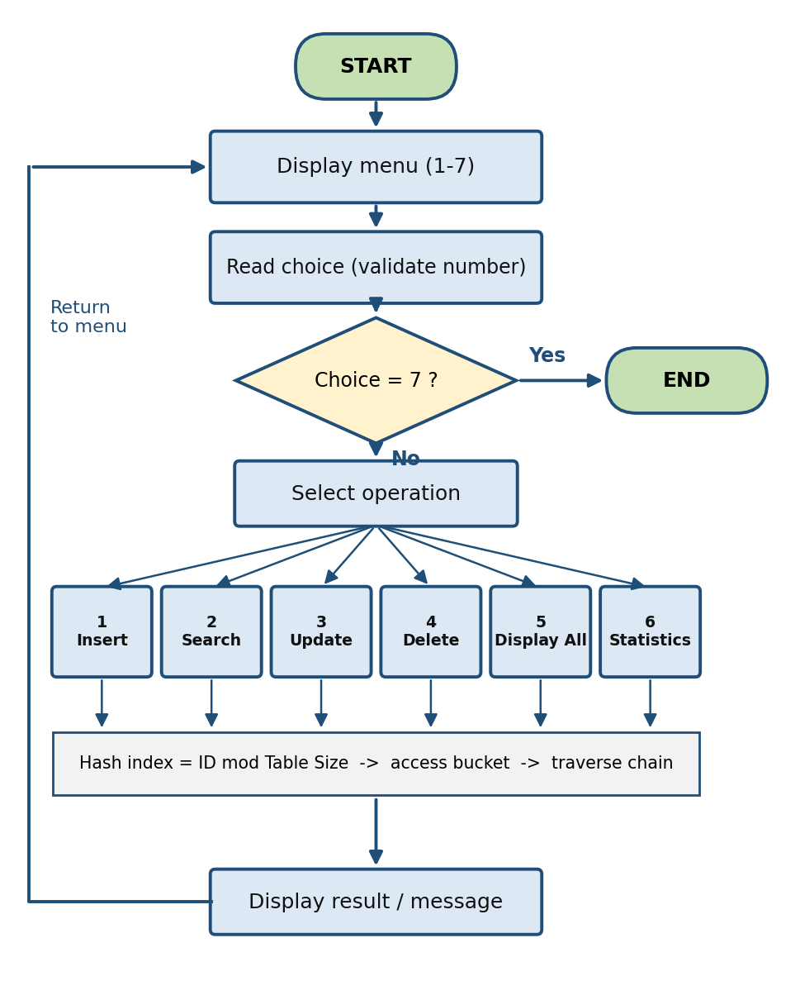 START
Display menu (1-7)
Read choice (validate number)
Return
to menu
Choice = 7 ?
Yes
END
No
Select operation
1
Insert
2
Search
3
Update
4
Delete
5
Display All
6
Statistics
Hash index = ID mod Table Size -> access bucket -> traverse chain
Display result / message